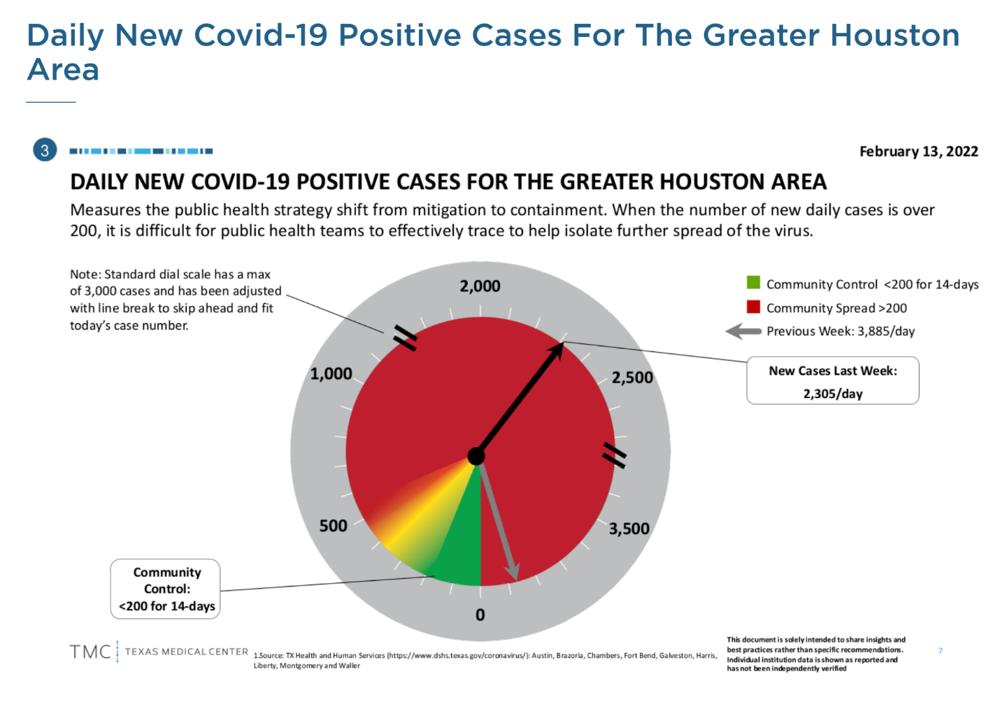 Daily New Covid-19 Positive Cases For The Greater Houston
Area
3
February 13, 2022
DAILY NEW COVID-19 POSITIVE CASES FOR THE GREATER HOUSTON AREA
Measures the public health strategy shift from mitigation to containment. When the number of new daily cases is over
200, it is difficult for public health teams to effectively trace to help isolate further spread of the virus.
Note: Standard dial scale has a max
of 3,000 cases and has been adjusted
with line break to skip ahead and fit
today's case number.
2,000
Community Control <200 for 14-days
Community Spread >200
Previous Week: 3,885/day
New Cases Last Week:
2,305/day
1,000
2,500
500
3,500
Community
Control:
<200 for 14-days
0
TMC TEXAS MEDICAL CENTER
1.Source: TX Health and Human Services (https://www.dshs.texas.gov/coronavirus/): Austin, Brazoria, Chambers, Fort Bend, Galveston, Harris,
Liberty, Montgomery and Waller
This document is solely intended to share insights and
best practices rather than specific recommendations.
Individual institution data is shown as reported and
has not been independently verified
7